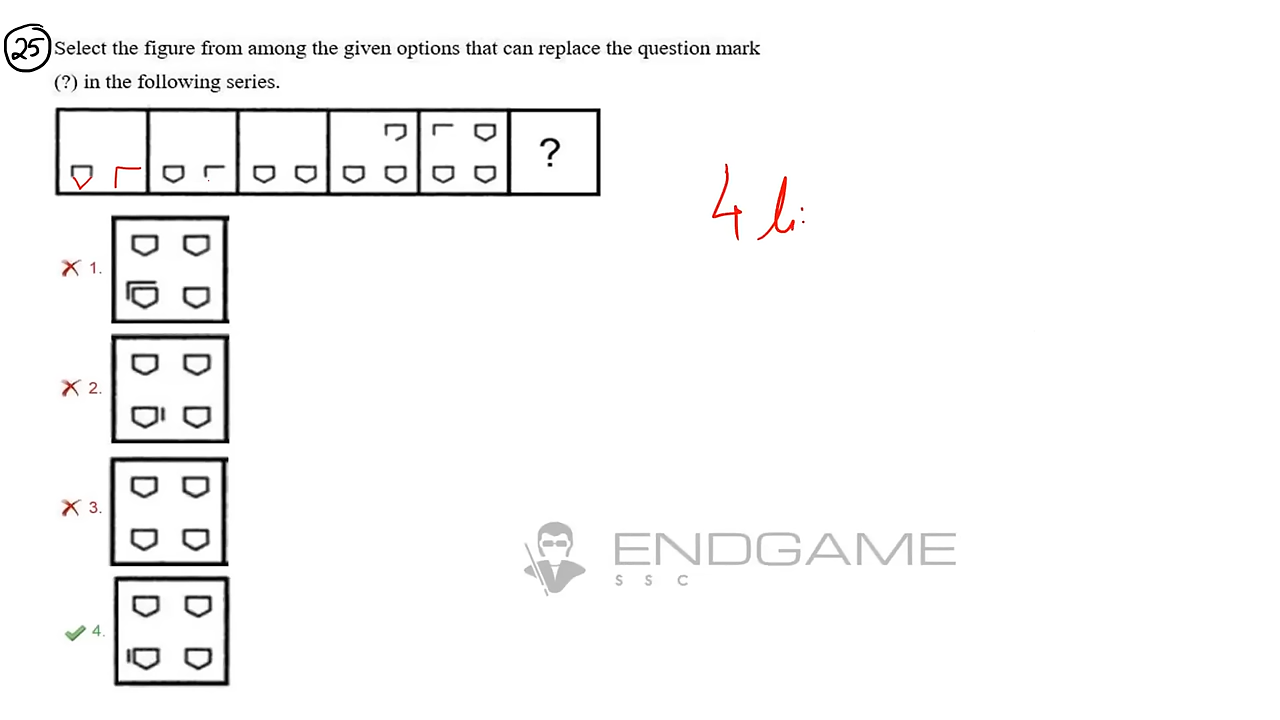 25 Select the figure from among the given options that can replace the question mark
(?) in the following series.
?
4 li
1.
2.
3.
4.
ENDGAME
S S C